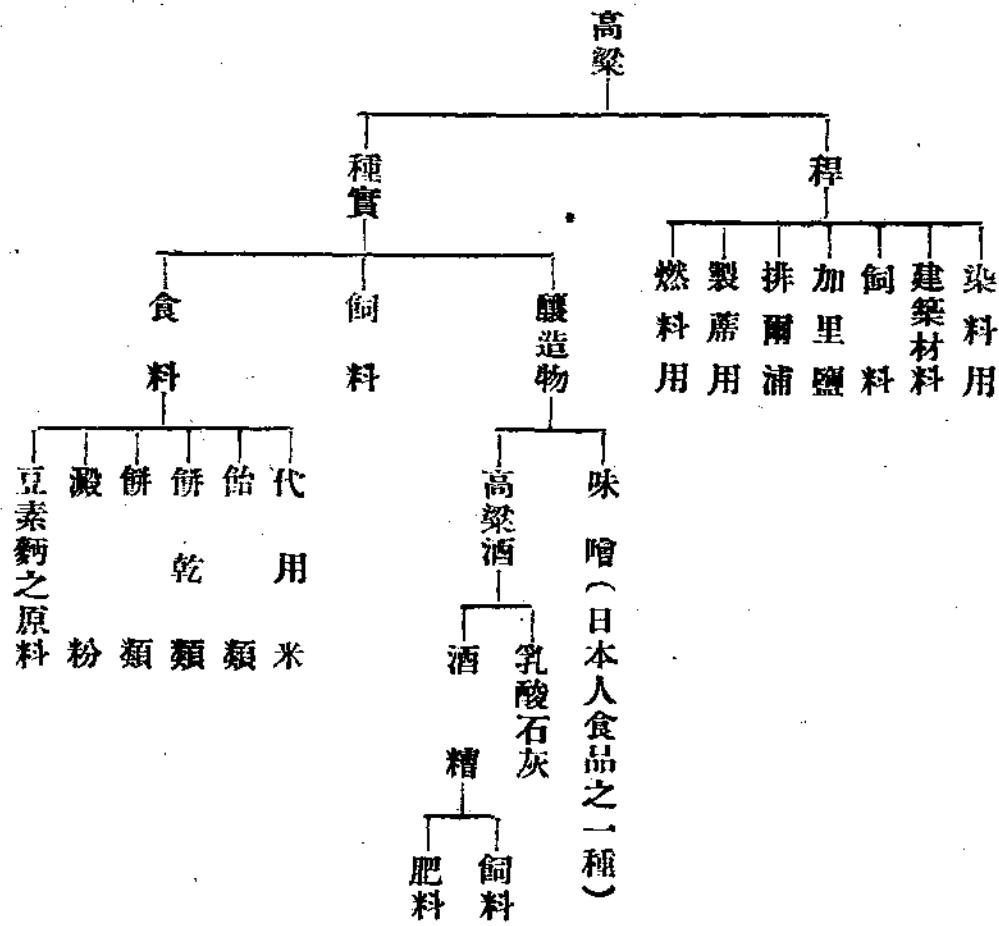 高粱
稈
染料用
建築材料
飼料
加里鹽
排爾浦
製蓆用
燃料用
種實
釀造物
味噌(日本人食品之一種)
高粱酒
乳酸石灰
酒糟
飼料
肥料
飼料
食料
代用米
飴類
餅乾類
餅類
澱粉
豆素麪之原料